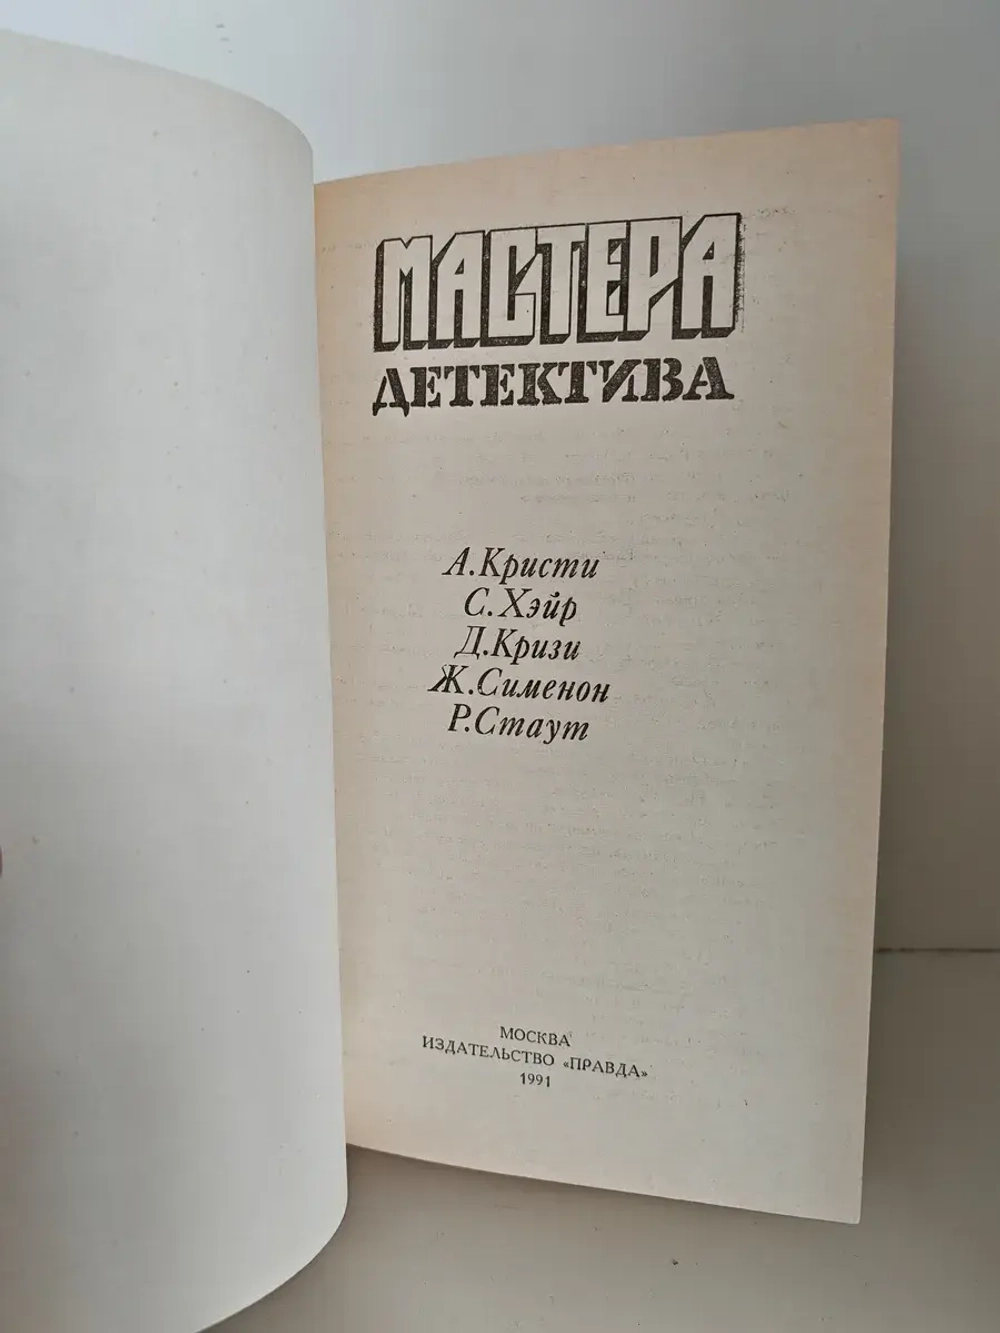 МАСТЕРА
ДЕТЕКТИВА
А.Кристи
С.Хэйр
Д.Кризи
Ж.Сименон
Р.Стаут
МОСКВА
ИЗДАТЕЛЬСТВО «ПРАВДА»
1991